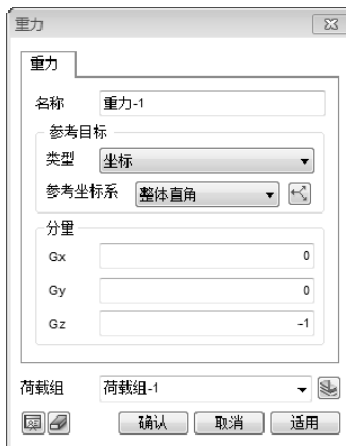 重力
重力
名称 重力-1
参考目标
类型 坐标
参考坐标系 整体直角
分量
Gx 0
Gy 0
Gz -1
荷载组 荷载组-1
确认 取消 适用